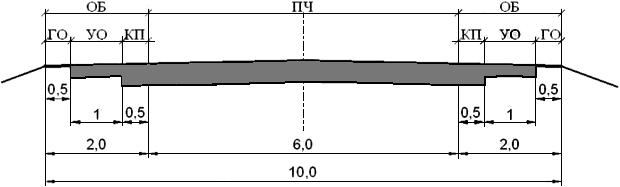 ОБ ПЧ ОБ
ГО УО КП КП УО ГО
0,5 0,5 0,5 0,5
1 1
2,0 6,0 2,0
10,0